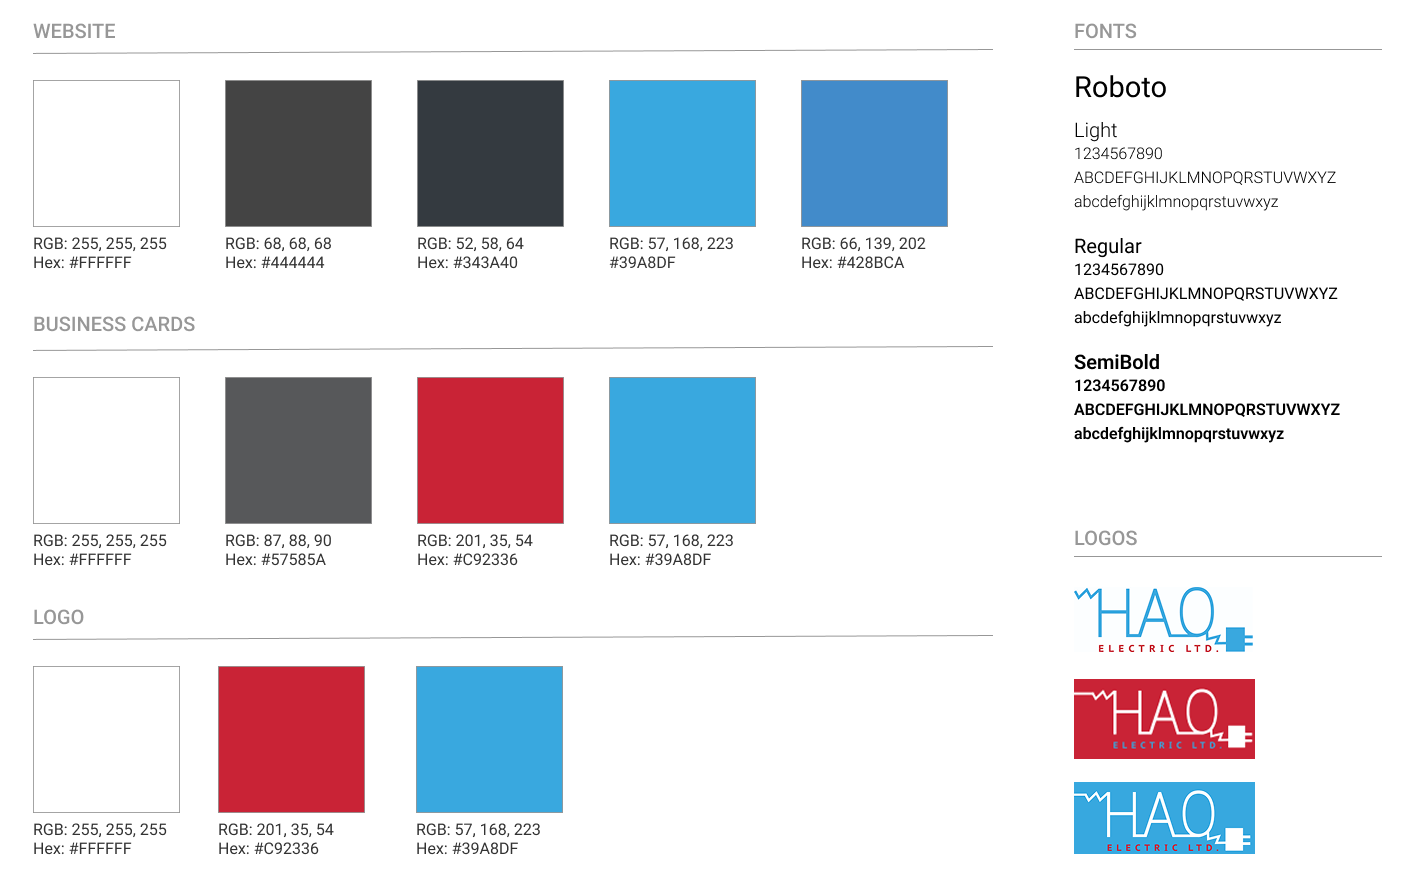 WEBSITE
RGB: 255, 255, 255
Hex: #FFFFFF
RGB: 68, 68, 68
Hex: #444444
RGB: 52, 58, 64
Hex: #343A40
RGB: 57, 168, 223
#39A8DF
RGB: 66, 139, 202
Hex: #428BCA
BUSINESS CARDS
RGB: 255, 255, 255
Hex: #FFFFFF
RGB: 87, 88, 90
Hex: #57585A
RGB: 201, 35, 54
Hex: #C92336
RGB: 57, 168, 223
Hex: #39A8DF
LOGO
RGB: 255, 255, 255
Hex: #FFFFFF
RGB: 201, 35, 54
Hex: #C92336
RGB: 57, 168, 223
Hex: #39A8DF
FONTS
Roboto
Light
1234567890
ABCDEFGHIJKLMNOPQRSTUVWXYZ
abcdefghijklmnopqrstuvwxyz
Regular
1234567890
ABCDEFGHIJKLMNOPQRSTUVWXYZ
abcdefghijklmnopqrstuvwxyz
SemiBold
1234567890
ABCDEFGHIJKLMNOPQRSTUVWXYZ
abcdefghijklmnopqrstuvwxyz
LOGOS
HAO
ELECTRIC LTD.
HAO
ELECTRIC LTD.
HAO
ELECTRIC LTD.